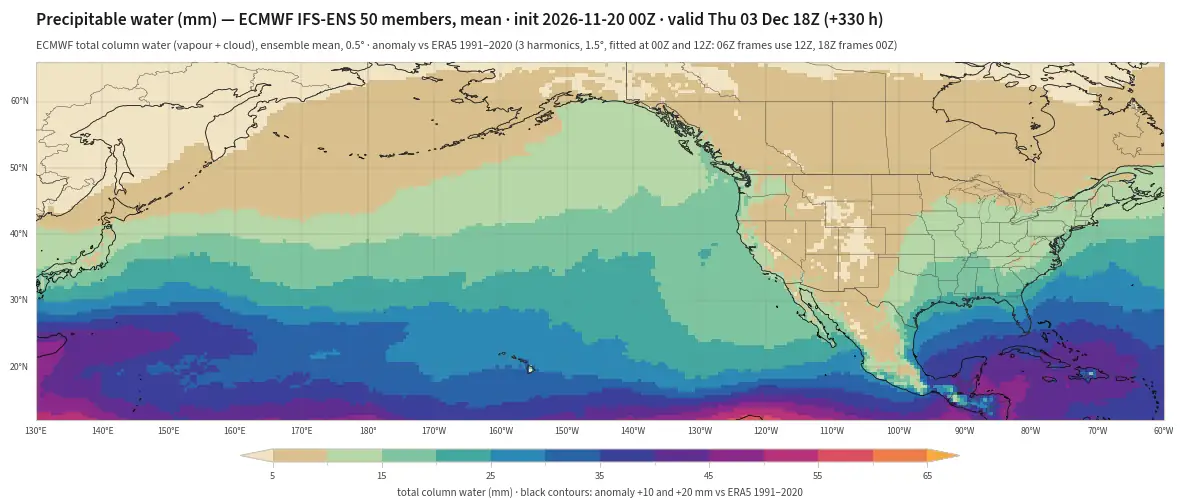 Precipitable water (mm) — ECMWF IFS-ENS 50 members, mean · init 2026-11-20 00Z · valid Thu 03 Dec 18Z (+330 h)
ECMWF total column water (vapour + cloud), ensemble mean, 0.5° · anomaly vs ERA5 1991–2020 (3 harmonics, 1.5°, fitted at 00Z and 12Z: 06Z frames use 12Z, 18Z frames 00Z)
60°N
50°N
40°N
30°N
20°N
130°E 140°E 150°E 160°E 170°E 180° 170°W 160°W 150°W 140°W 130°W 120°W 110°W 100°W 90°W 80°W 70°W 60°W
5 15 25 35 45 55 65
total column water (mm) · black contours: anomaly +10 and +20 mm vs ERA5 1991–2020